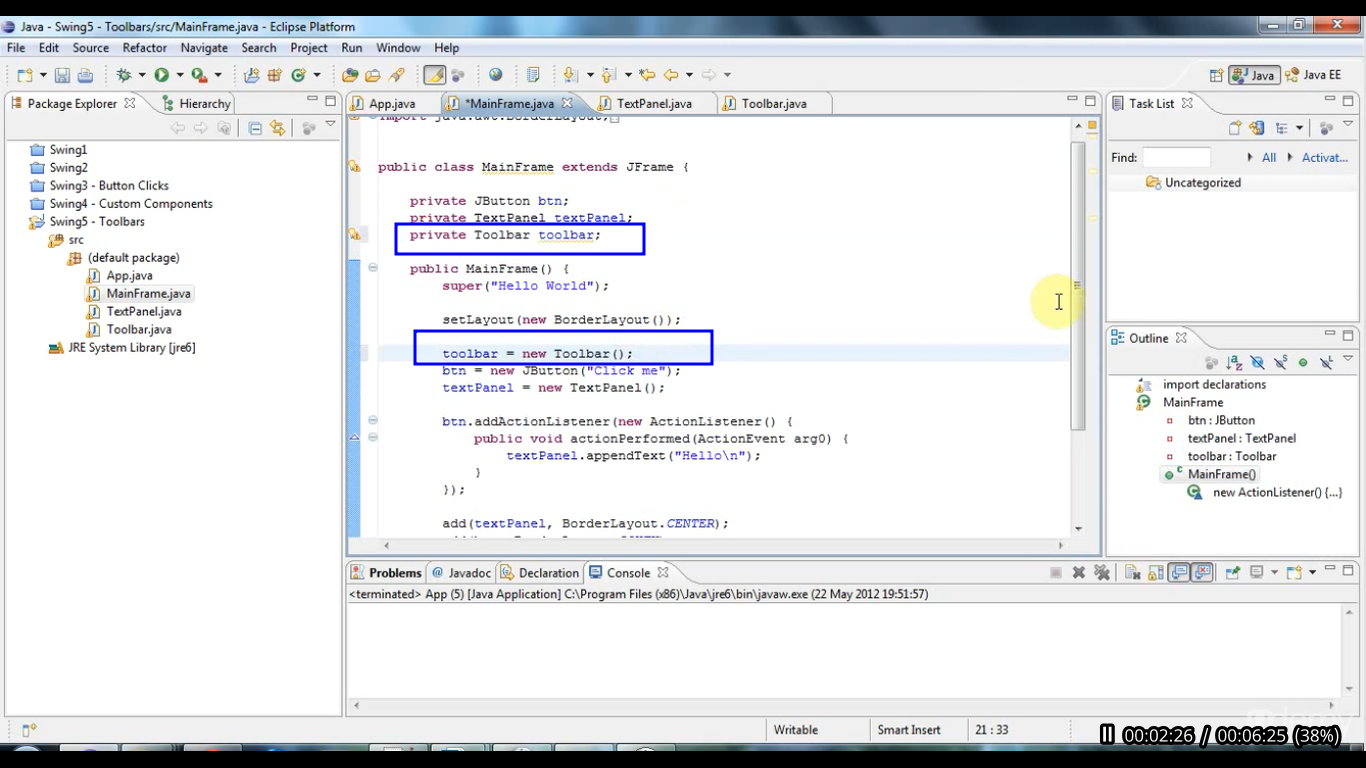 Java - Swing5 - Toolbars/src/MainFrame.java - Eclipse Platform
File Edit Source Refactor Navigate Search Project Run Window Help
Java Java EE
Package Explorer Hierarchy
Swing1
Swing2
Swing3 - Button Clicks
Swing4 - Custom Components
Swing5 - Toolbars
src
(default package)
App.java
MainFrame.java
TextPanel.java
Toolbar.java
JRE System Library [jre6]
App.java *MainFrame.java TextPanel.java Toolbar.java
import java.awt.BorderLayout;
public class MainFrame extends JFrame {
private JButton btn;
private TextPanel textPanel;
private Toolbar toolbar;
public MainFrame() {
super("Hello World");
setLayout(new BorderLayout());
toolbar = new Toolbar();
btn = new JButton("Click me");
textPanel = new TextPanel();
btn.addActionListener(new ActionListener() {
public void actionPerformed(ActionEvent arg0) {
textPanel.appendText("Hello\n");
}
});
add(textPanel, BorderLayout.CENTER);
Task List
Find: All Activat...
Uncategorized
Outline
import declarations
MainFrame
btn : JButton
textPanel : TextPanel
toolbar : Toolbar
MainFrame()
new ActionListener() {...}
Problems @ Javadoc Declaration Console
<terminated> App (5) [Java Application] C:\Program Files (x86)\Java\jre6\bin\javaw.exe (22 May 2012 19:51:57)
Writable Smart Insert 21 : 33
00:02:26 / 00:06:25 (38%)